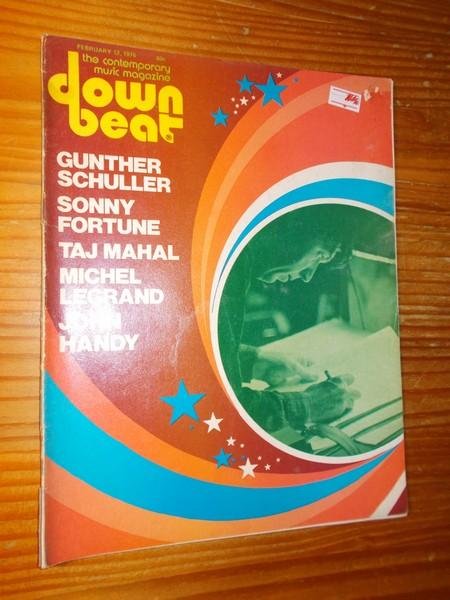 FEBRUARY 12, 1976
the contemporary
music magazine
down
beat
GUNTHER
SCHULLER
SONNY
FORTUNE
TAJ MAHAL
MICHEL
LEGRAND
JOHN
HANDY